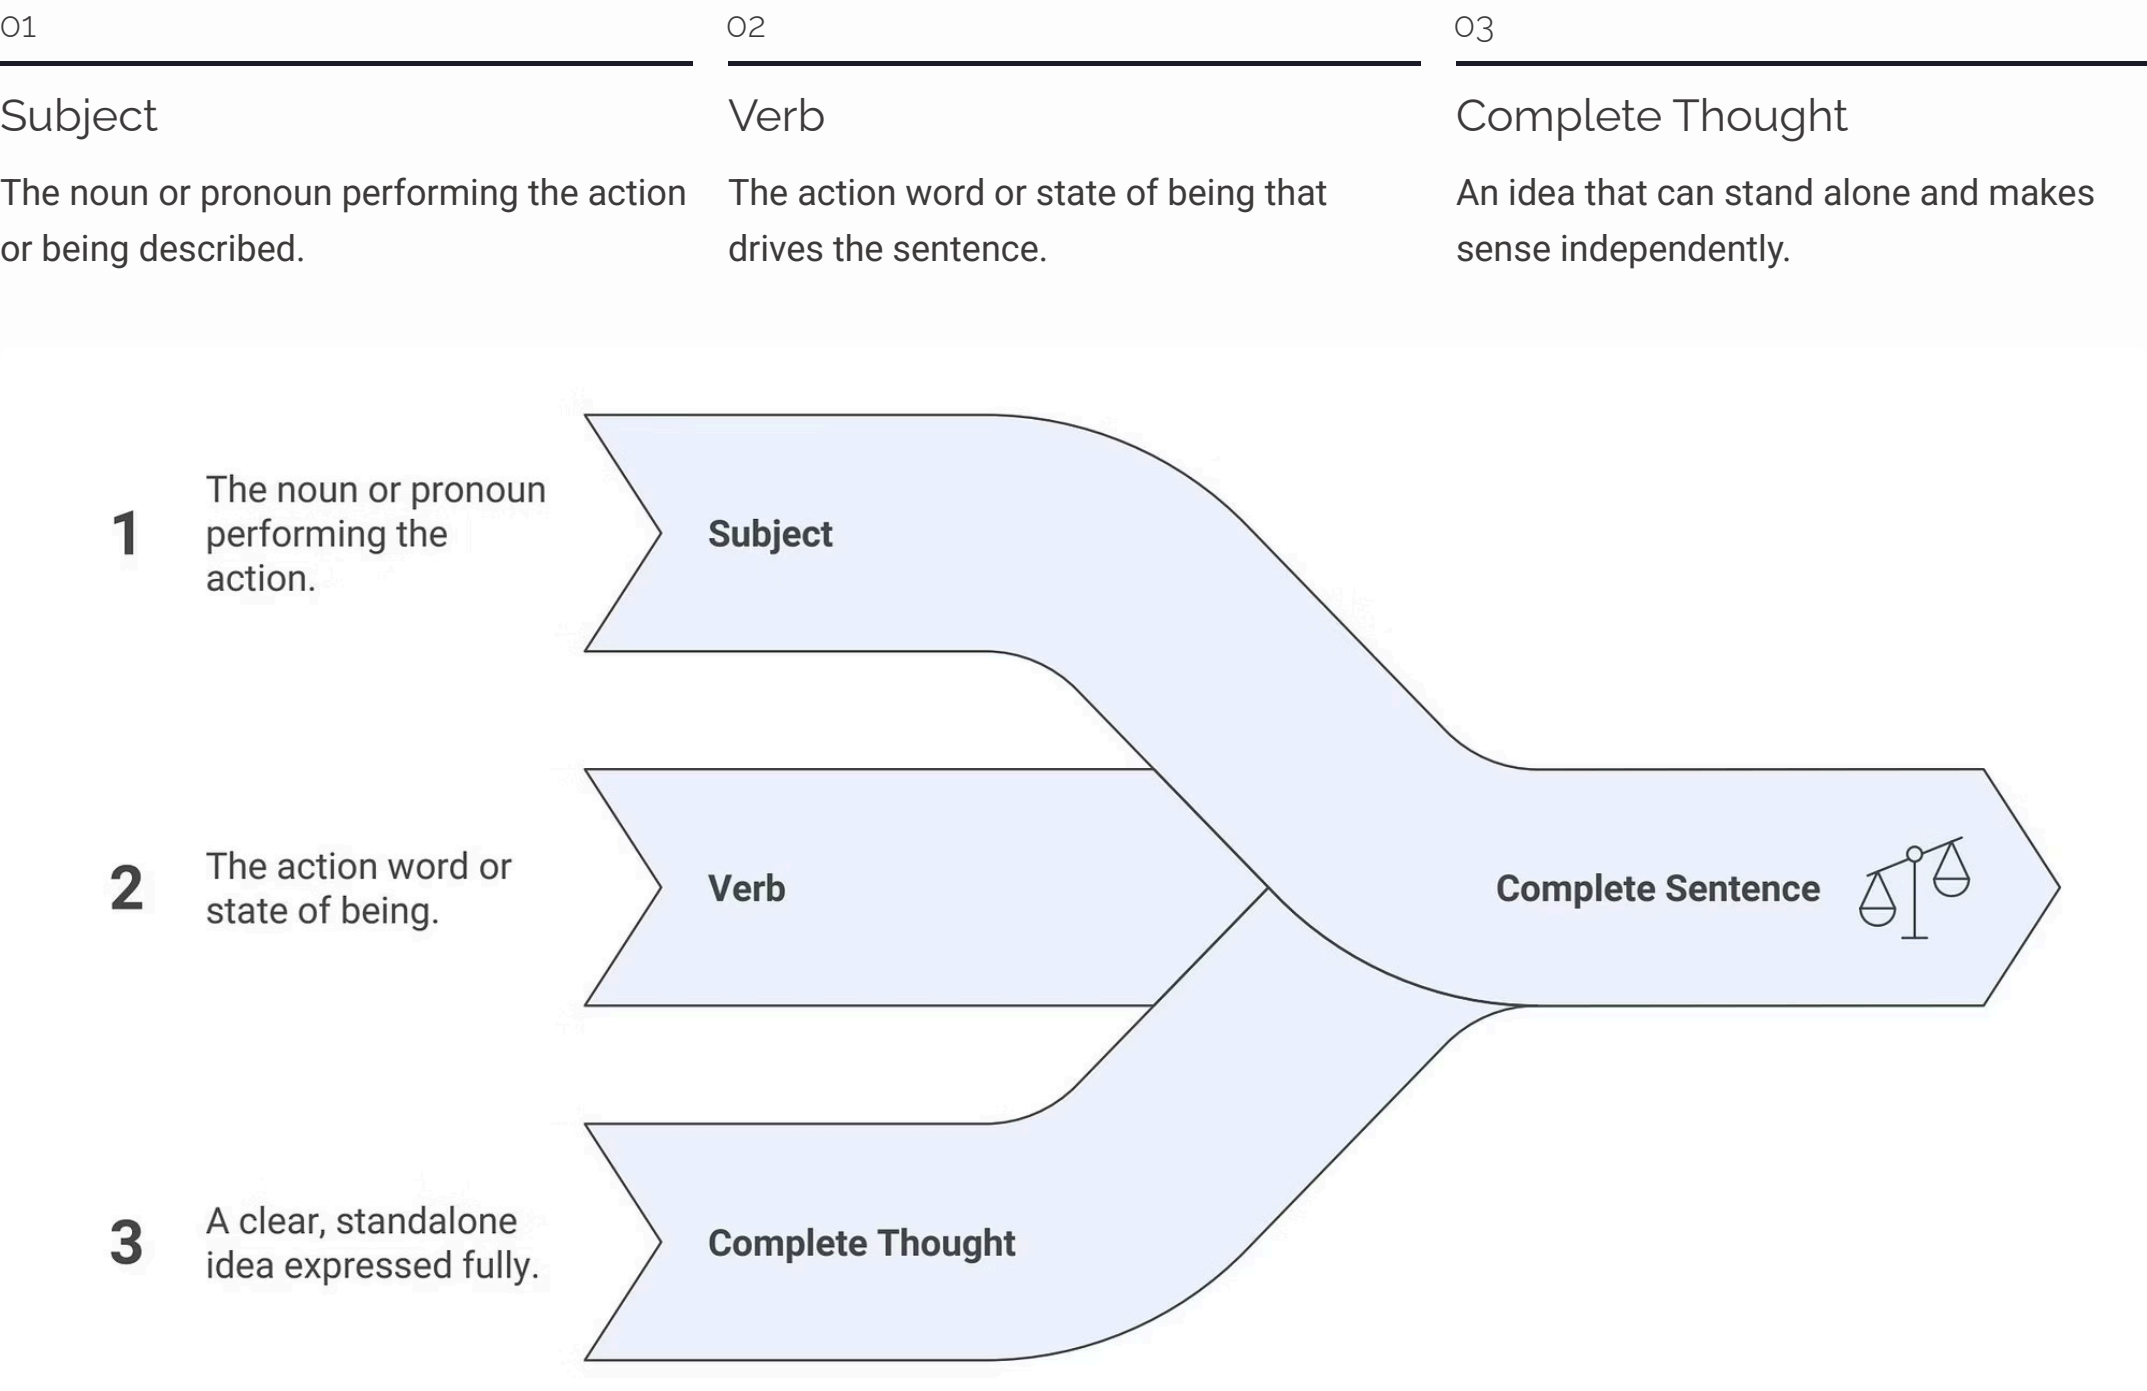 01
Subject
The noun or pronoun performing the action
or being described.
02
Verb
The action word or state of being that
drives the sentence.
03
Complete Thought
An idea that can stand alone and makes
sense independently.
1
The noun or pronoun
performing the
action.
Subject
2
The action word or
state of being.
Verb
3
A clear, standalone
idea expressed fully.
Complete Thought
Complete Sentence